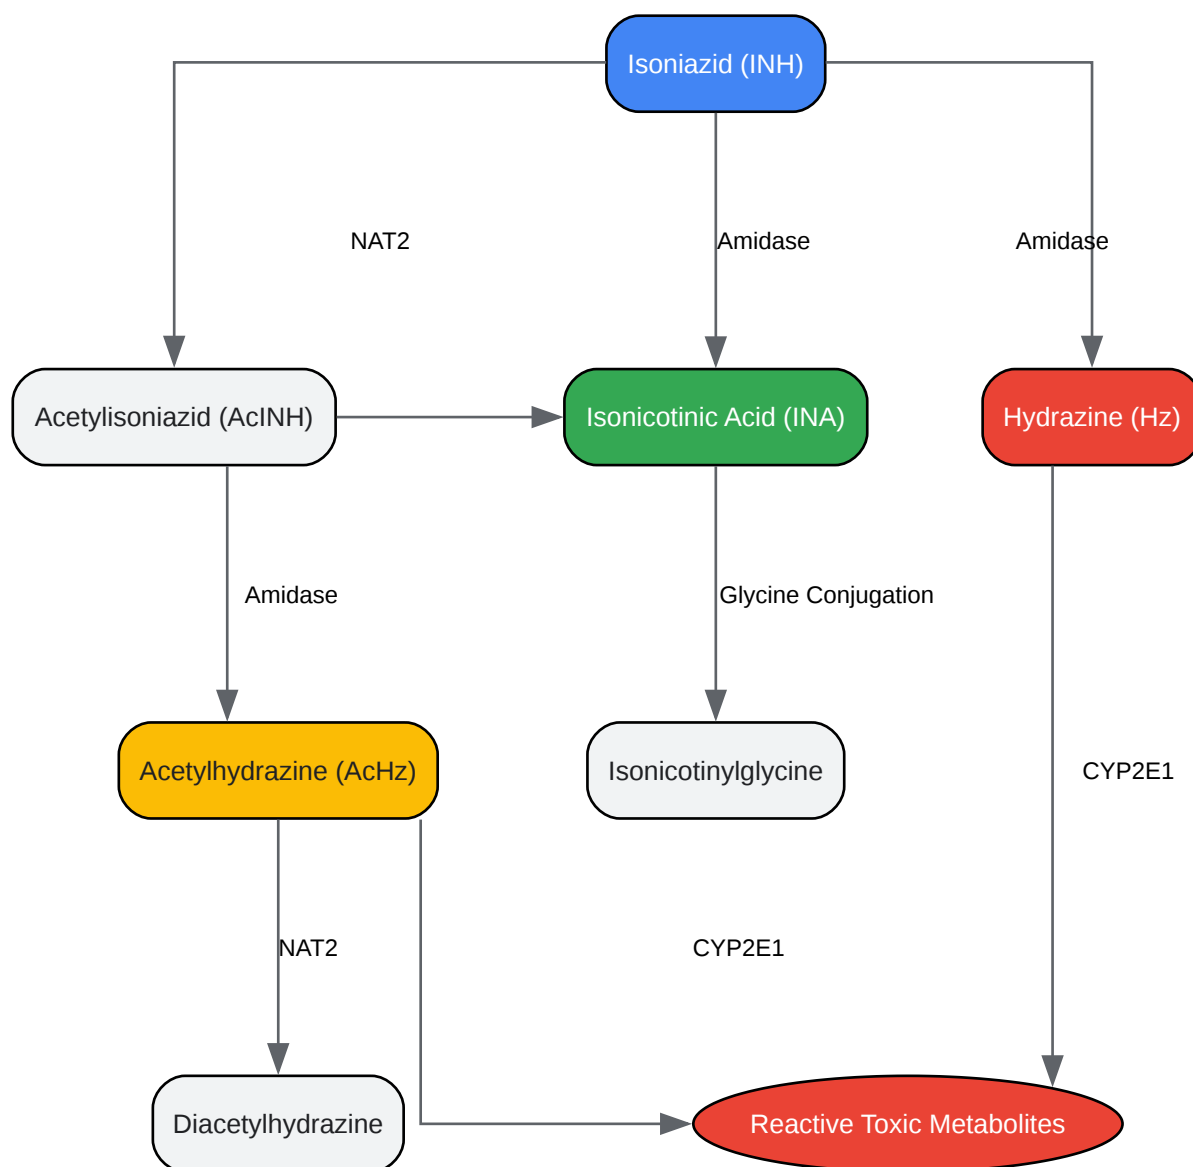 Isoniazid (INH)
NAT2
Amidase
Amidase
Acetylisoniazid (AcINH)
Isonicotinic Acid (INA)
Hydrazine (Hz)
Amidase
Glycine Conjugation
Acetylhydrazine (AcHz)
Isonicotinylglycine
CYP2E1
NAT2
CYP2E1
Diacetylhydrazine
Reactive Toxic Metabolites